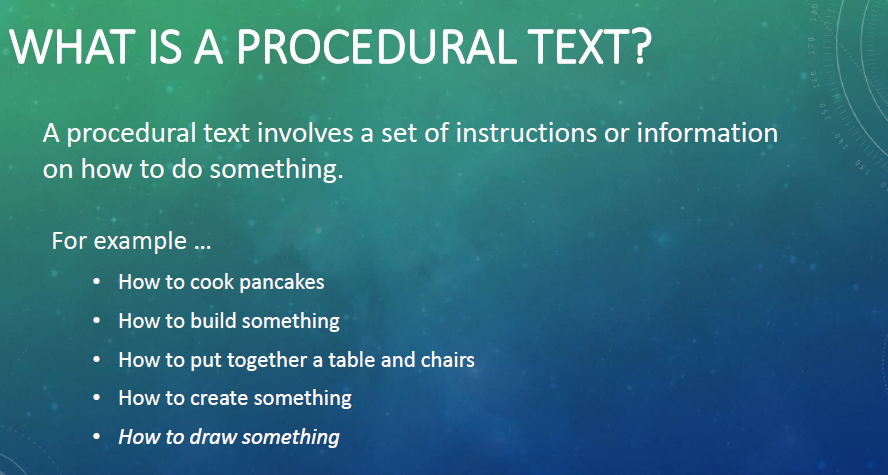 WHAT IS A PROCEDURAL TEXT?
A procedural text involves a set of instructions or information
on how to do something.
For example …
• How to cook pancakes
• How to build something
• How to put together a table and chairs
• How to create something
• How to draw something